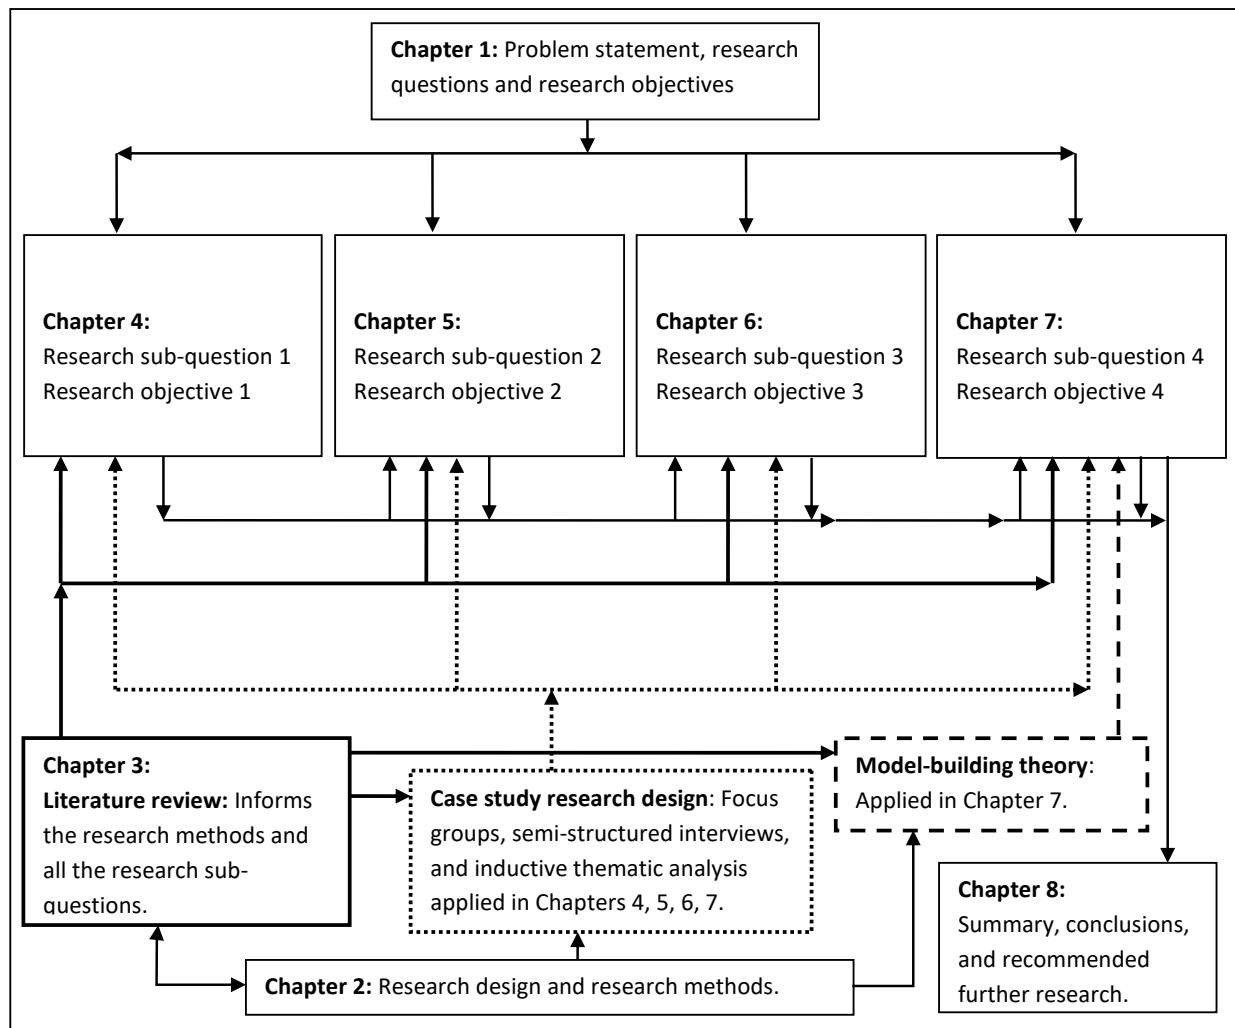 Chapter 1: Problem statement, research
questions and research objectives
Chapter 4:
Research sub-question 1
Research objective 1
Chapter 5:
Research sub-question 2
Research objective 2
Chapter 6:
Research sub-question 3
Research objective 3
Chapter 7:
Research sub-question 4
Research objective 4
Chapter 3:
Literature review: Informs
the research methods and
all the research sub-
questions.
Case study research design: Focus
groups, semi-structured interviews,
and inductive thematic analysis
applied in Chapters 4, 5, 6, 7.
Model-building theory:
Applied in Chapter 7.
Chapter 8:
Summary, conclusions,
and recommended
further research.
Chapter 2: Research design and research methods.